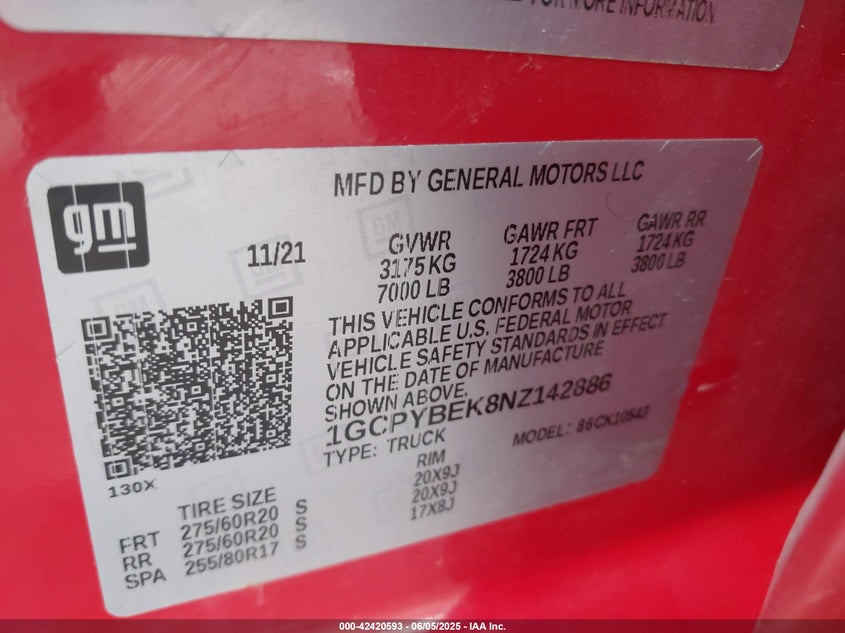 FOR MORE INFORMATION
gm
MFD BY GENERAL MOTORS LLC
11/21
GVWR GAWR FRT GAWR RR
3175 KG 1724 KG 1724 KG
7000 LB 3800 LB 3800 LB
THIS VEHICLE CONFORMS TO ALL
APPLICABLE U.S. FEDERAL MOTOR
VEHICLE SAFETY STANDARDS IN EFFECT
ON THE DATE OF MANUFACTURE
SHOWN ABOVE.
1GCPYBEK8NZ142886
TYPE: TRUCK MODEL: 86CK10543
130X
TIRE SIZE RIM
FRT 275/60R20 S 20X9J
RR 275/60R20 S 20X9J
SPA 255/80R17 S 17X8J
000-42420593 - 06/05/2025 - IAA Inc.